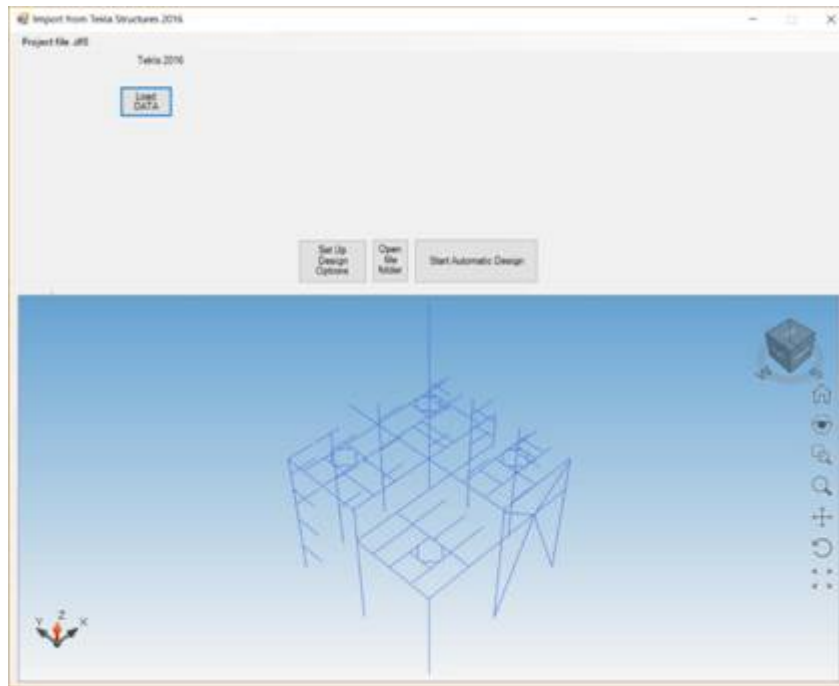 Import from Tekla Structures 2016
Project file .dRS
Tekla 2016
Load
DATA
Set Up
Design
Options
Open
file
folder
Start Automatic Design
Y Z X